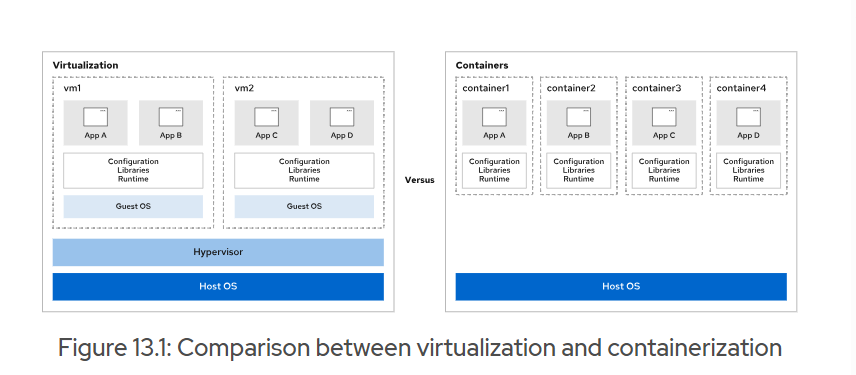 Virtualization
vm1
App A
App B
Configuration
Libraries
Runtime
Guest OS
vm2
App C
App D
Configuration
Libraries
Runtime
Guest OS
Hypervisor
Host OS
Versus
Containers
container1
App A
Configuration
Libraries
Runtime
container2
App B
Configuration
Libraries
Runtime
container3
App C
Configuration
Libraries
Runtime
container4
App D
Configuration
Libraries
Runtime
Host OS
Figure 13.1: Comparison between virtualization and containerization